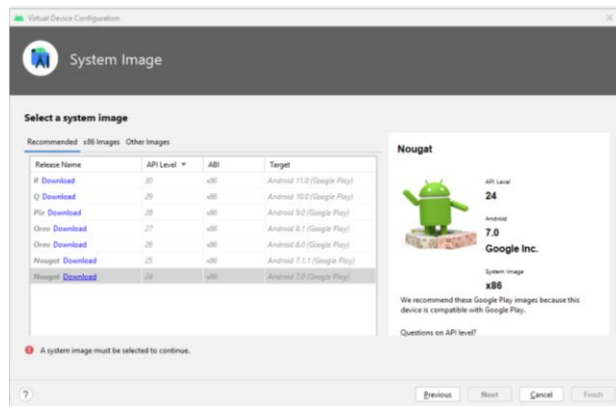 Virtual Device Configuration
System Image
Select a system image
Recommended x86 Images Other Images
Release Name API Level ABI Target
R Download 30 x86 Android 11.0 (Google Play)
Q Download 29 x86 Android 10.0 (Google Play)
Pie Download 28 x86 Android 9.0 (Google Play)
Oreo Download 27 x86 Android 8.1 (Google Play)
Oreo Download 26 x86 Android 8.0 (Google Play)
Nougat Download 25 x86 Android 7.1.1 (Google Play)
Nougat Download 24 x86 Android 7.0 (Google Play)
Nougat
API Level
24
Android
7.0
Google Inc.
System Image
x86
We recommend these Google Play images because this
device is compatible with Google Play.
Questions on API level?
A system image must be selected to continue.
? Previous Next Cancel Finish